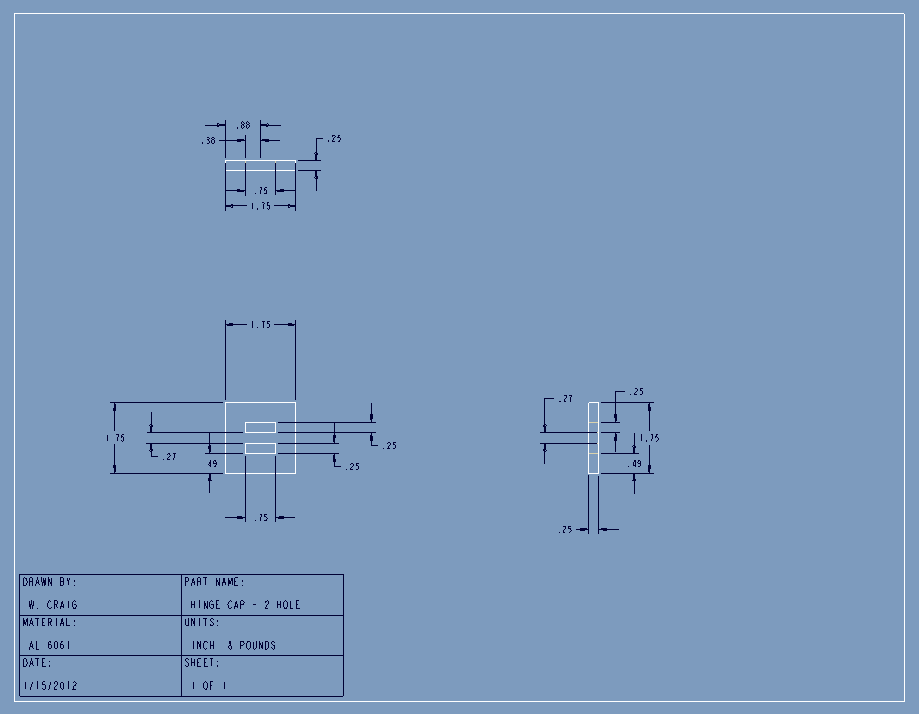 .88
.38
.25
.75
1.75
1.75
.25
.27
1.75
1.75
.25
.27
49
.49
.25
.75
.25
DRAWN BY: PART NAME:
W. CRAIG HINGE CAP - 2 HOLE
MATERIAL: UNITS:
AL 6061 INCH & POUNDS
DATE: SHEET:
1/15/2012 1 OF 1